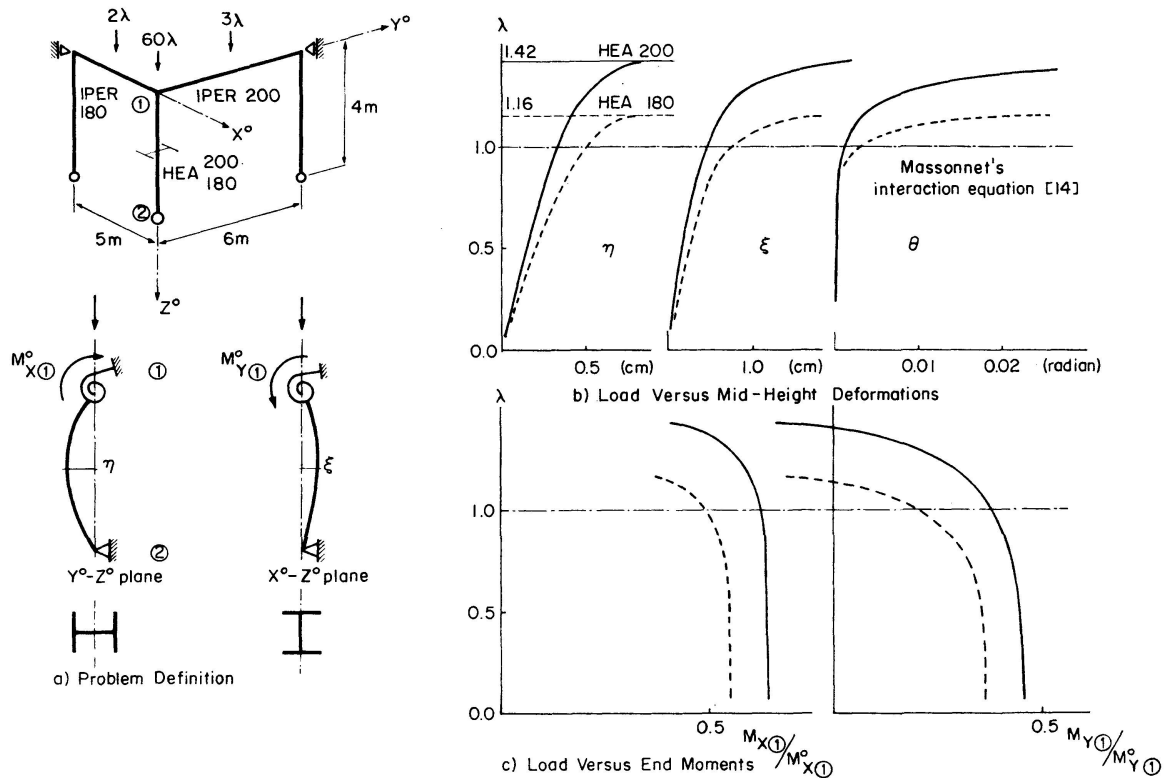 2λ
3λ
60λ
Y°
IPER
180
①
IPER 200
4m
X°
HEA 200
180
②
5m
6m
Z°
M°X①
①
M°Y①
η
ξ
②
Y°-Z° plane
X°-Z° plane
a) Problem Definition
λ
1.42
HEA 200
1.16
HEA 180
1.0
Massonnet's
interaction equation [14]
0.5
η
ξ
θ
0.0
0.5
(cm)
1.0
(cm)
0.01
0.02
(radian)
b) Load Versus Mid-Height Deformations
λ
1.0
0.5
0.0
0.5
MX①/M°X①
0.5
MY①/M°Y①
c) Load Versus End Moments